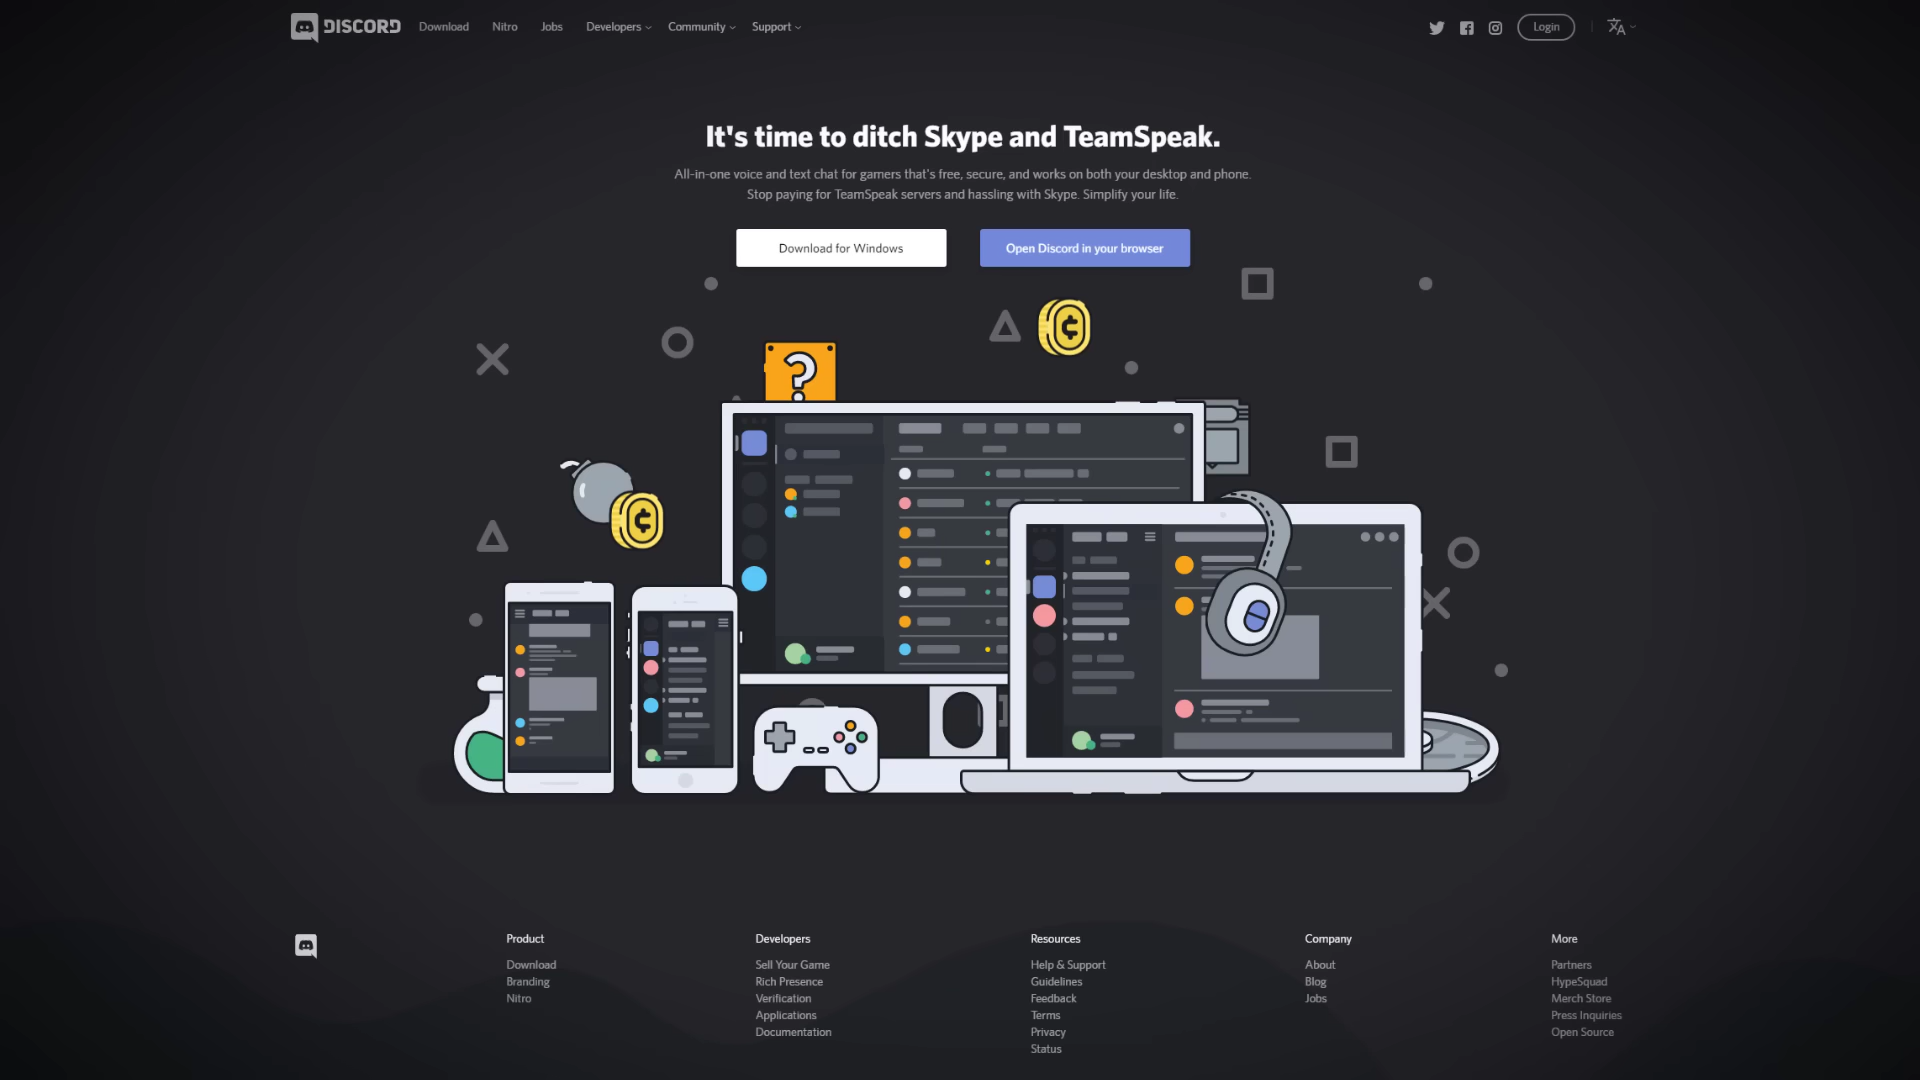 DISCORD
Download
Nitro
Jobs
Developers
Community
Support
Login
It's time to ditch Skype and TeamSpeak.
All-in-one voice and text chat for gamers that's free, secure, and works on both your desktop and phone.
Stop paying for TeamSpeak servers and hassling with Skype. Simplify your life.
Download for Windows
Open Discord in your browser
?
Product
Download
Branding
Nitro
Developers
Sell Your Game
Rich Presence
Verification
Applications
Documentation
Resources
Help & Support
Guidelines
Feedback
Terms
Privacy
Status
Company
About
Blog
Jobs
More
Partners
HypeSquad
Merch Store
Press Inquiries
Open Source